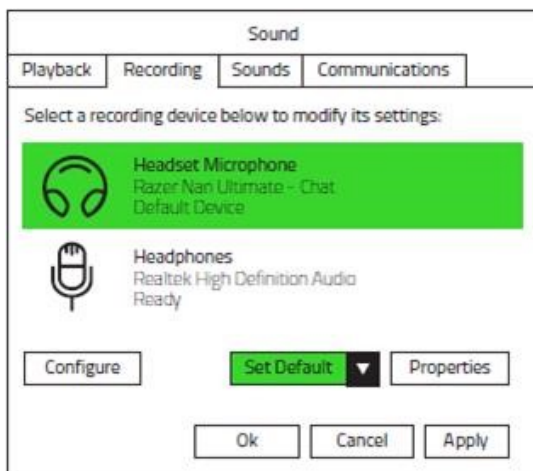 Sound
Playback Recording Sounds Communications
Select a recording device below to modify its settings:
Headset Microphone
Razer Nari Ultimate - Chat
Default Device
Headphones
Realtek High Definition Audio
Ready
Configure Set Default Properties
Ok Cancel Apply